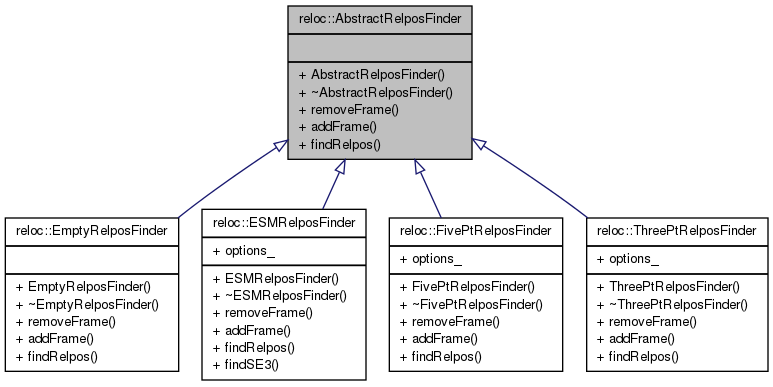 reloc::AbstractRelposFinder
+ AbstractRelposFinder()
+ ~AbstractRelposFinder()
+ removeFrame()
+ addFrame()
+ findRelpos()
reloc::EmptyRelposFinder
+ EmptyRelposFinder()
+ ~EmptyRelposFinder()
+ removeFrame()
+ addFrame()
+ findRelpos()
reloc::ESMRelposFinder
+ options_
+ ESMRelposFinder()
+ ~ESMRelposFinder()
+ removeFrame()
+ addFrame()
+ findRelpos()
+ findSE3()
reloc::FivePtRelposFinder
+ options_
+ FivePtRelposFinder()
+ ~FivePtRelposFinder()
+ removeFrame()
+ addFrame()
+ findRelpos()
reloc::ThreePtRelposFinder
+ options_
+ ThreePtRelposFinder()
+ ~ThreePtRelposFinder()
+ removeFrame()
+ addFrame()
+ findRelpos()